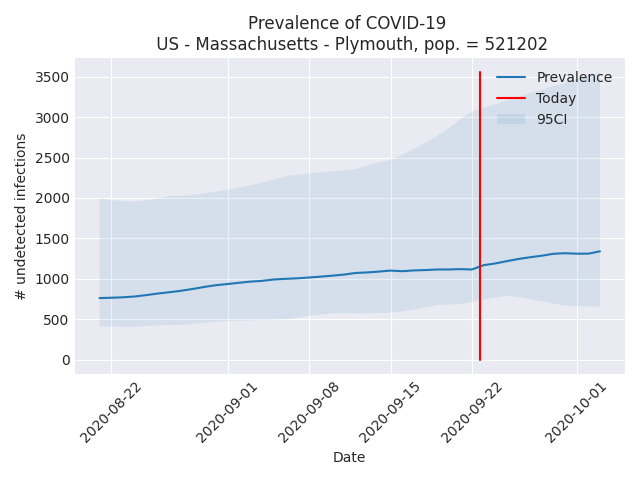 Prevalence of COVID-19
US - Massachusetts - Plymouth, pop. = 521202
3500
3000
2500
2000
1500
1000
500
0
# undetected infections
Prevalence
Today
95CI
2020-08-22
2020-09-01
2020-09-08
2020-09-15
2020-09-22
2020-10-01
Date